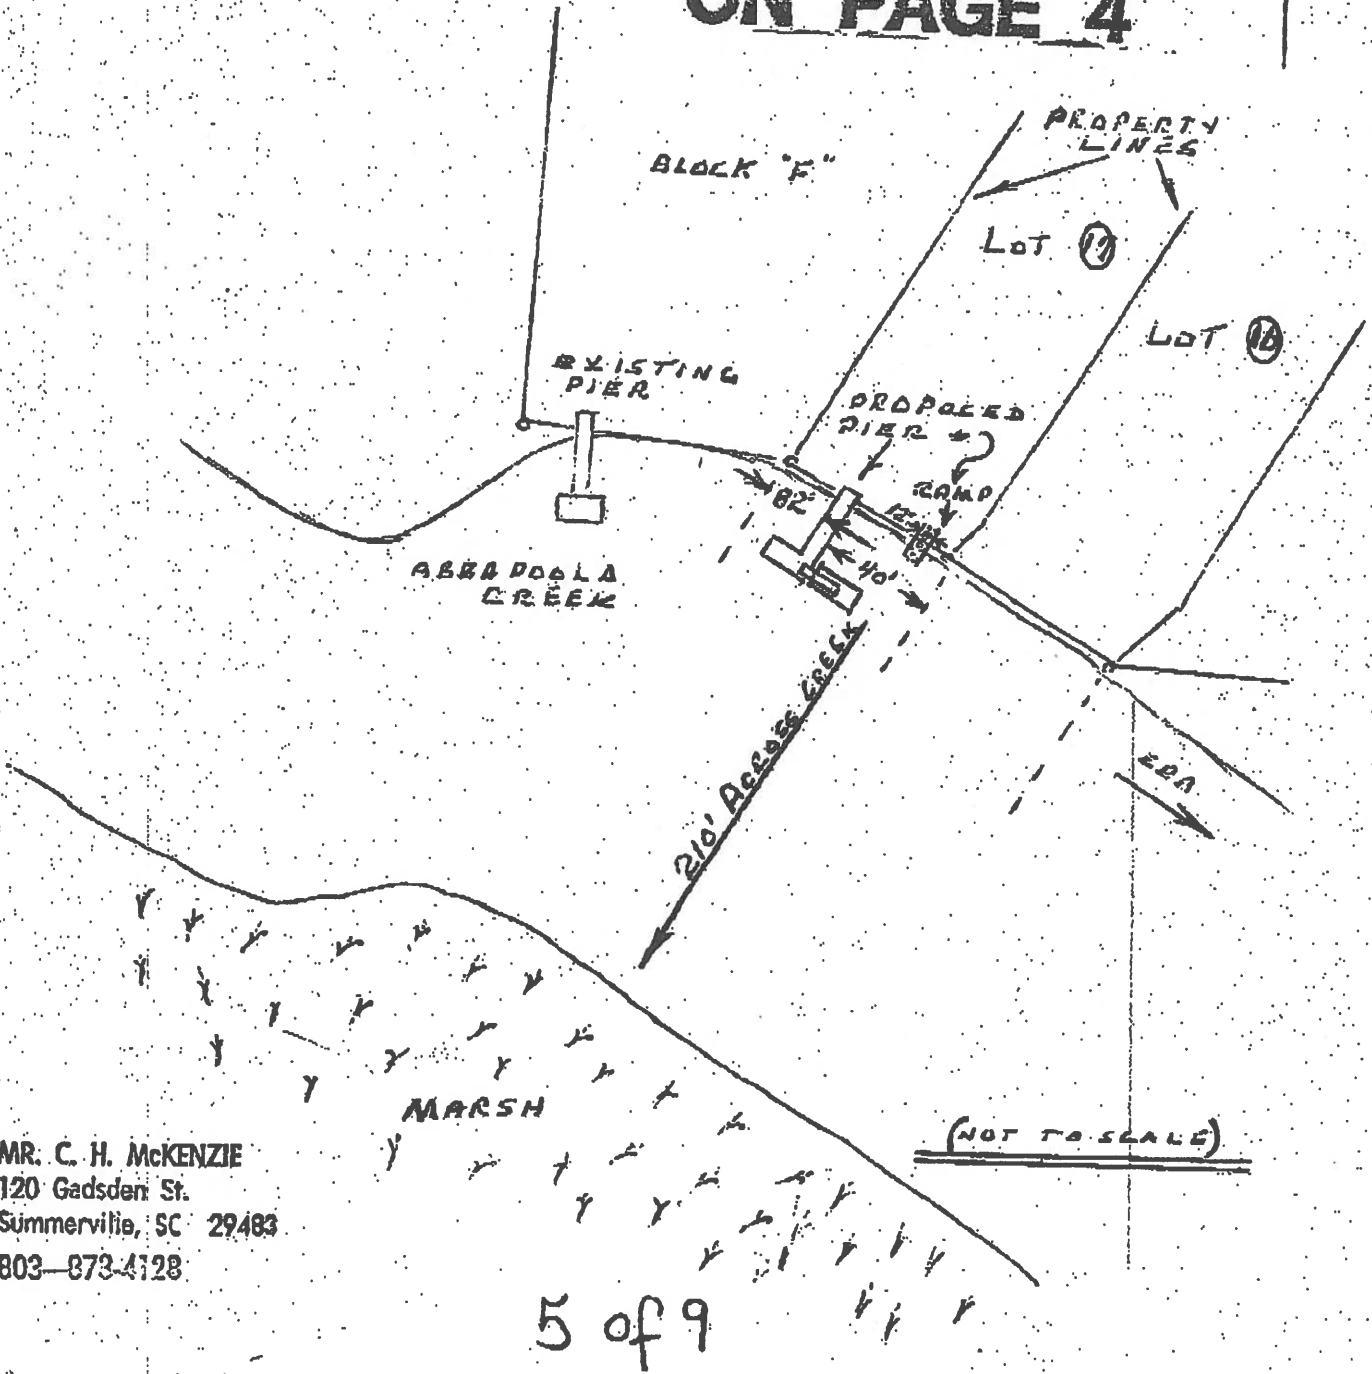 ON PAGE 4
PROPERTY
LINES
BLOCK "F"
LOT 17
LOT 16
EXISTING
PIER
PROPOSED
PIER &
RAMP
82'
12'
40'
ABBAPOOLA
CREEK
210' ACROSS CREEK
EBB
MARSH
(NOT TO SCALE)
MR. C. H. McKENZIE
120 Gadsden St.
Summerville, SC 29483
803-873-4128
5 of 9